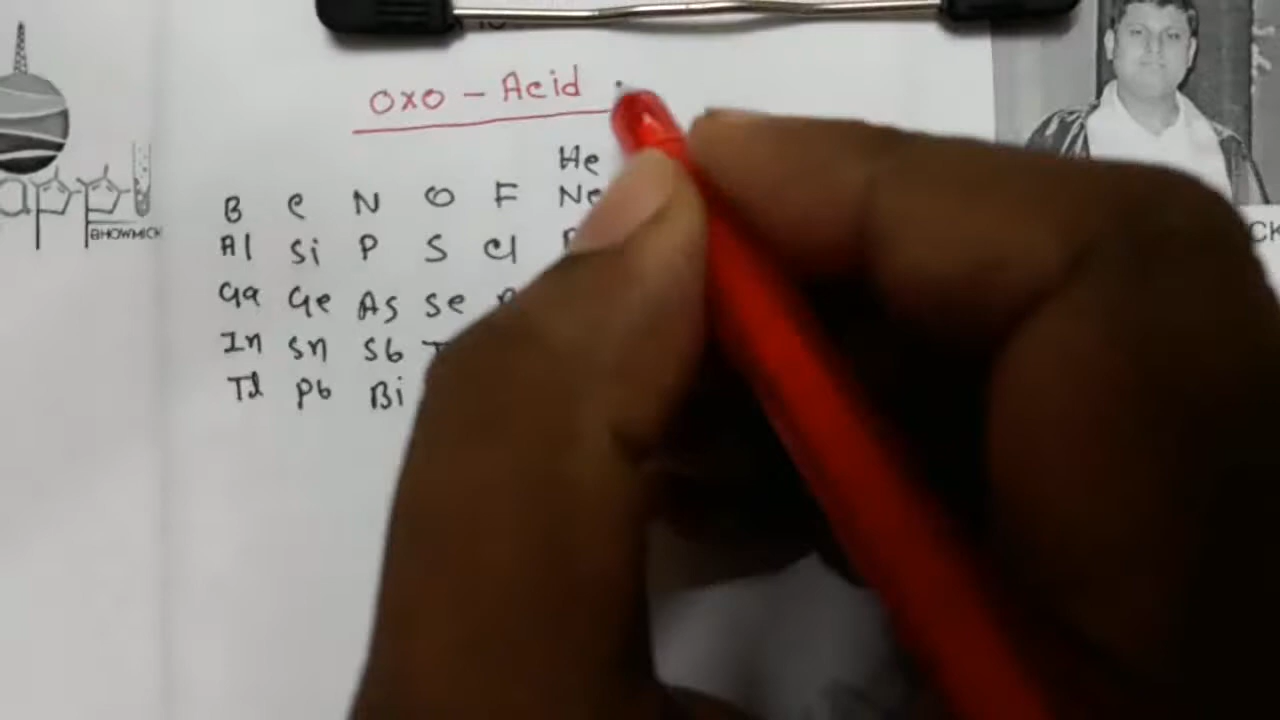 Oxo - Acid
He
B C N O F Ne
Al Si P S Cl
Ga Ge As Se
In Sn Sb
Tl Pb Bi
BHOWMICK